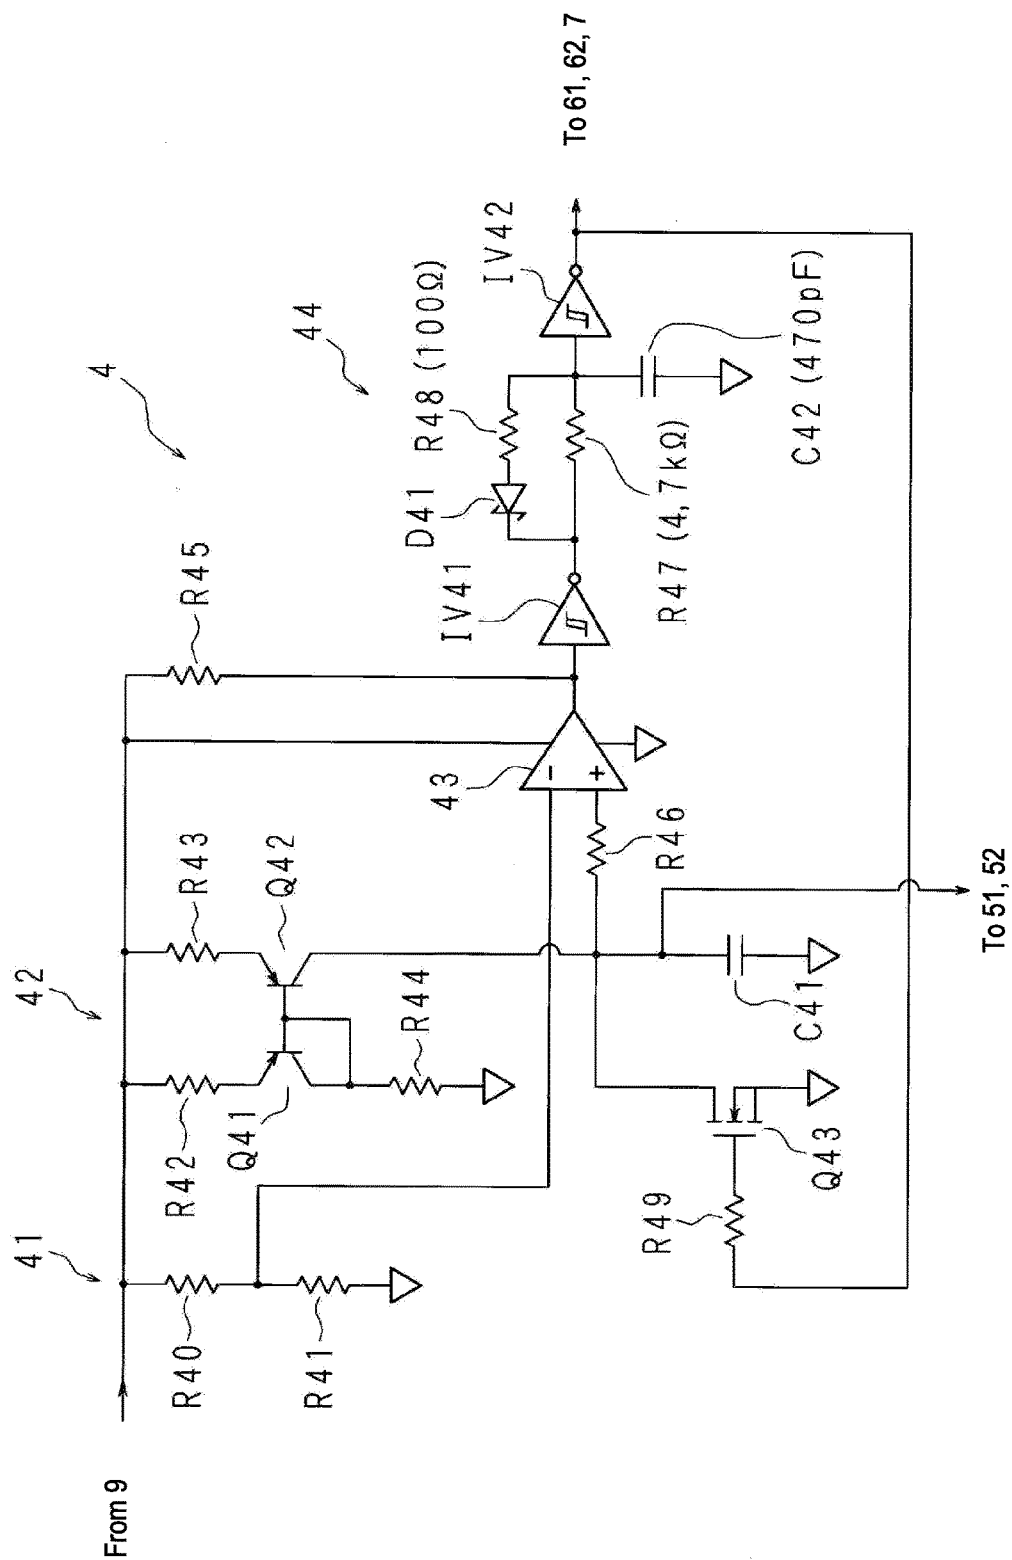 From 9
41
42
4
44
R40
R41
R42
Q41
R43
Q42
R44
R45
43
−
+
R46
IV41
D41
R48 (100Ω)
R47 (4,7kΩ)
IV42
C42 (470pF)
To 61, 62, 7
R49
Q43
C41
To 51, 52